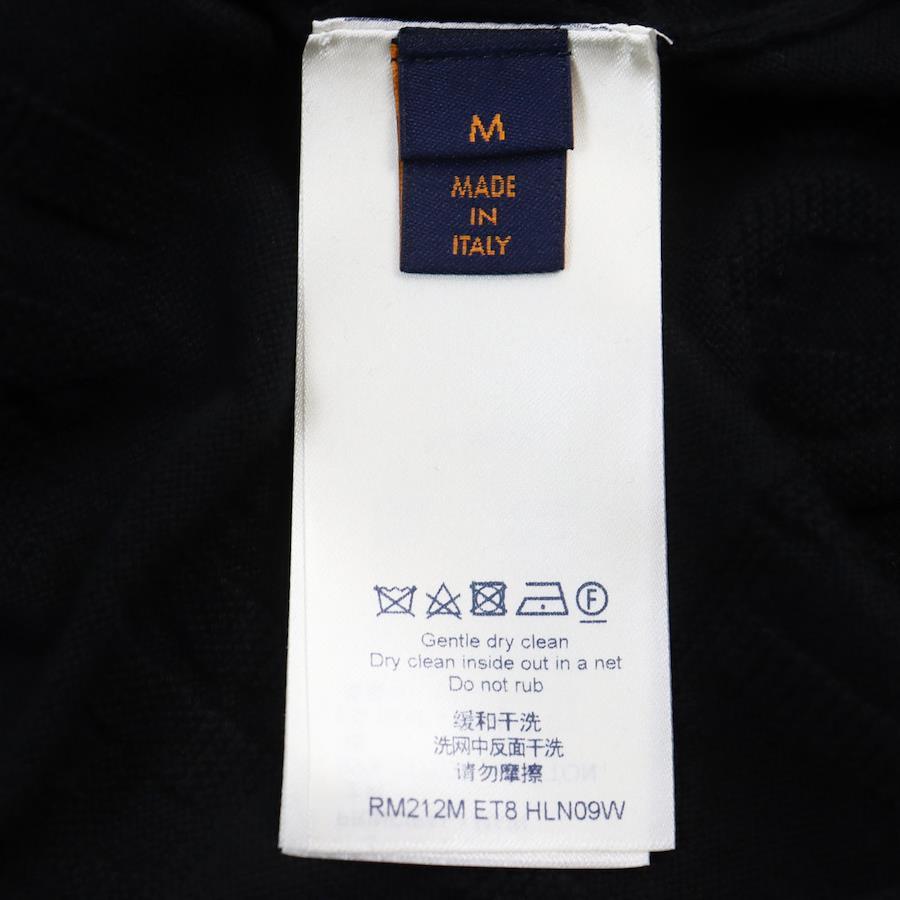 M
MADE
IN
ITALY
F
Gentle dry clean
Dry clean inside out in a net
Do not rub
缓和干洗
洗网中反面干洗
请勿摩擦
RM212M ET8 HLN09W